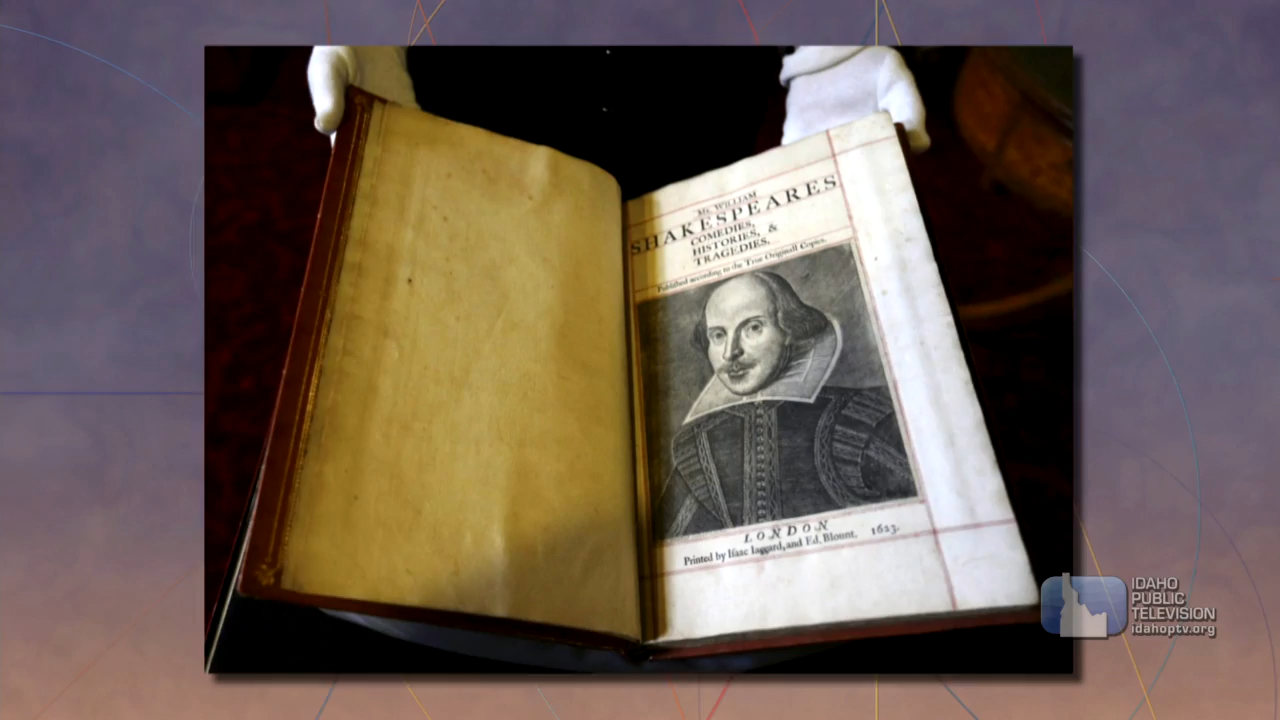 Mr. WILLIAM
SHAKESPEARES
COMEDIES,
HISTORIES, &
TRAGEDIES.
Published according to the True Originall Copies.
LONDON
Printed by Isaac Iaggard, and Ed. Blount. 1623.
IDAHO
PUBLIC
TELEVISION
idahoptv.org